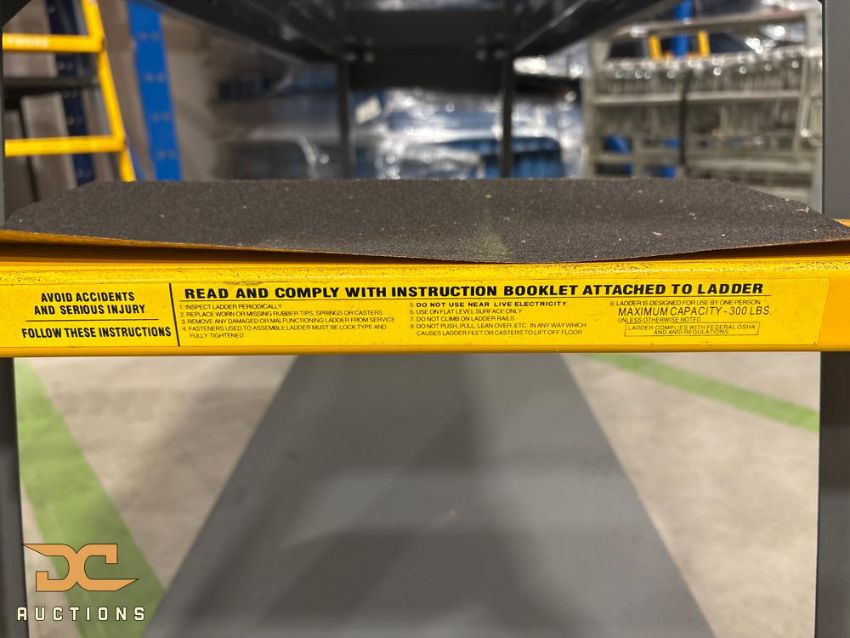 AVOID ACCIDENTS
AND SERIOUS INJURY
FOLLOW THESE INSTRUCTIONS
READ AND COMPLY WITH INSTRUCTION BOOKLET ATTACHED TO LADDER
1. INSPECT LADDER PERIODICALLY
2. REPLACE WORN OR MISSING RUBBER TIPS, SPRINGS OR CASTERS
3. REMOVE ANY DAMAGED OR MALFUNCTIONING LADDER FROM SERVICE
4. FASTENERS USED TO ASSEMBLE LADDER MUST BE LOCK TYPE AND
FULLY TIGHTENED
5. DO NOT USE NEAR LIVE ELECTRICITY
6. USE ON FLAT LEVEL SURFACE ONLY
7. DO NOT CLIMB ON LADDER RAILS
8. DO NOT PUSH, PULL, LEAN OVER, ETC. IN ANY WAY WHICH
CAUSES LADDER FEET OR CASTERS TO LIFT OFF FLOOR
9. LADDER IS DESIGNED FOR USE BY ONE PERSON
MAXIMUM CAPACITY - 300 LBS.
UNLESS OTHERWISE NOTED
LADDER COMPLIES WITH FEDERAL OSHA
AND ANSI REGULATIONS
DC
AUCTIONS